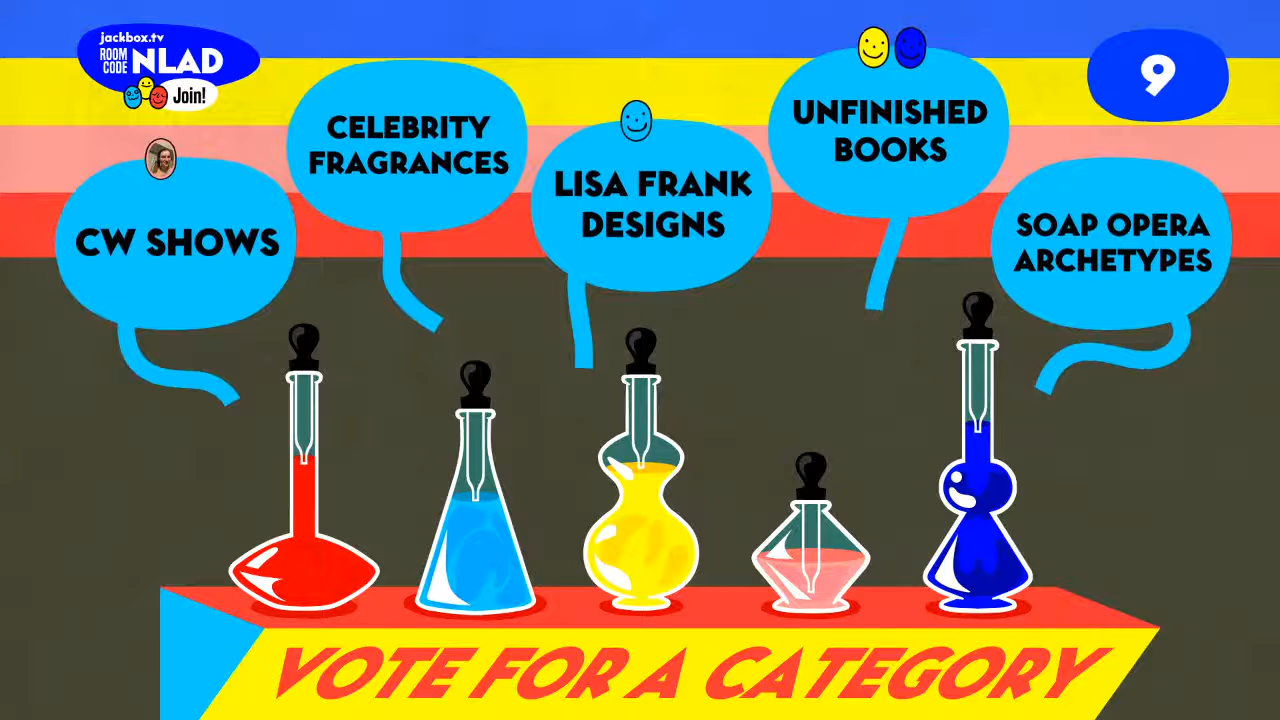 jackbox.tv
ROOM CODE NLAD
Join!
9
CW SHOWS
CELEBRITY
FRAGRANCES
LISA FRANK
DESIGNS
UNFINISHED
BOOKS
SOAP OPERA
ARCHETYPES
VOTE FOR A CATEGORY